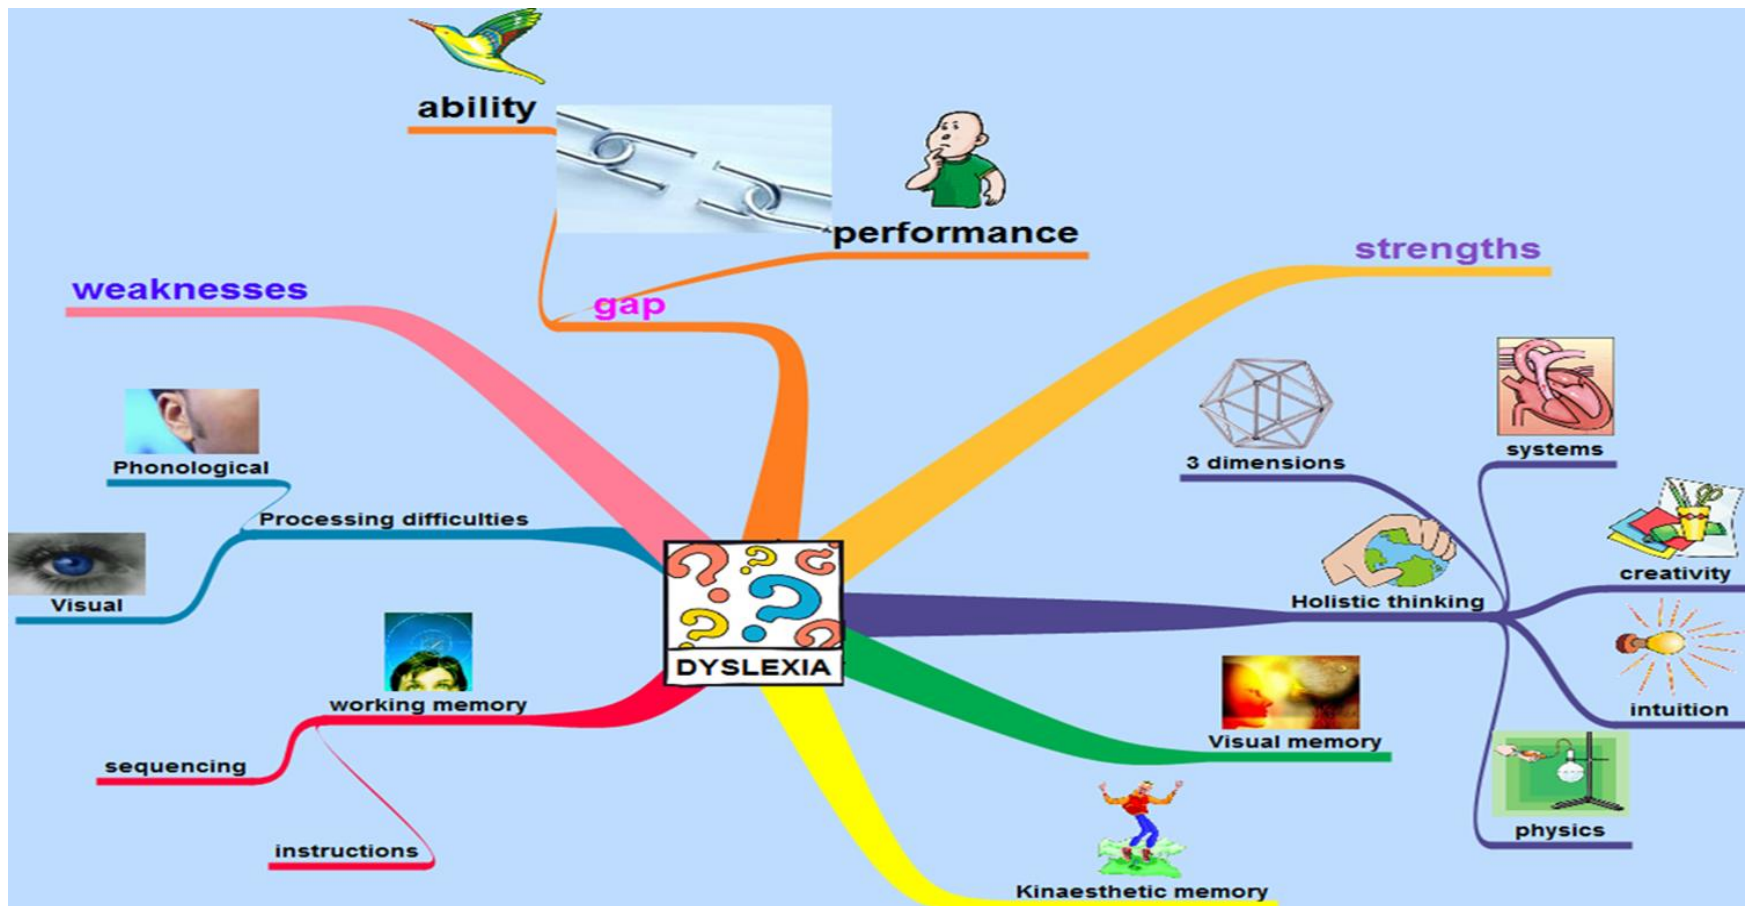 ability
performance
strengths
weaknesses
gap
systems
3 dimensions
Phonological
Processing difficulties
creativity
Holistic thinking
Visual
DYSLEXIA
working memory
intuition
Visual memory
sequencing
physics
instructions
Kinaesthetic memory